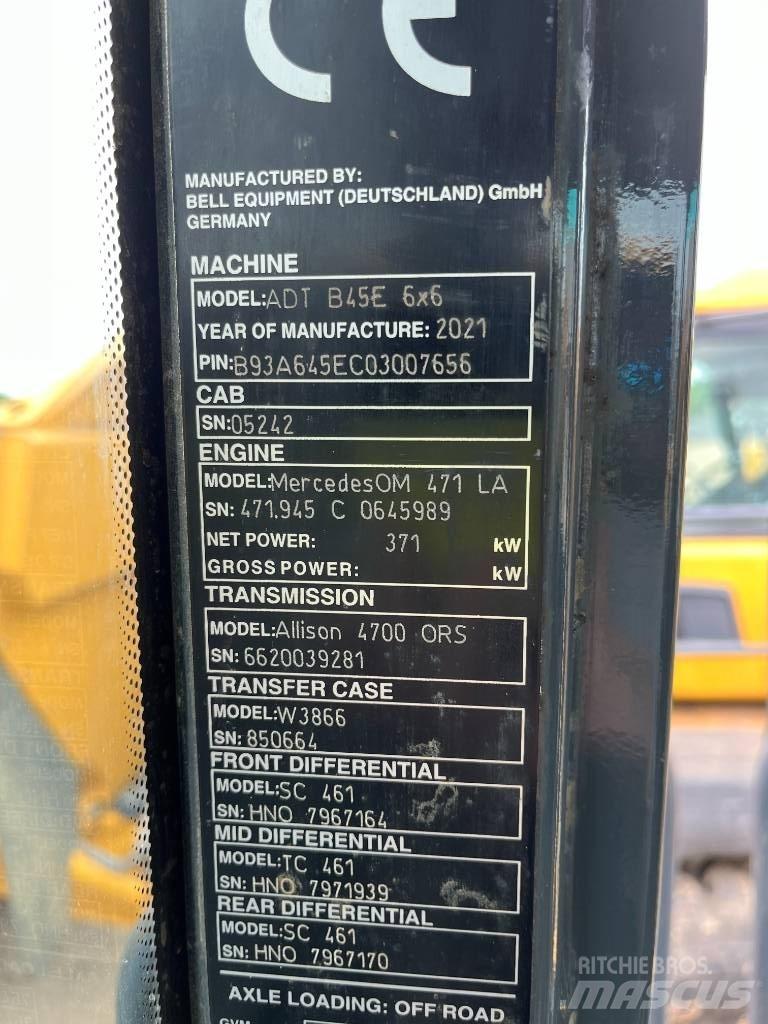 CE
MANUFACTURED BY:
BELL EQUIPMENT (DEUTSCHLAND) GmbH
GERMANY
MACHINE
MODEL:ADT B45E 6x6
YEAR OF MANUFACTURE: 2021
PIN:B93A645EC03007656
CAB
SN:05242
ENGINE
MODEL:MercedesOM 471 LA
SN: 471.945 C 0645989
NET POWER: 371 kW
GROSS POWER: kW
TRANSMISSION
MODEL:Allison 4700 ORS
SN:6620039281
TRANSFER CASE
MODEL:W3866
SN:850664
FRONT DIFFERENTIAL
MODEL:SC 461
SN:HNO 7967164
MID DIFFERENTIAL
MODEL:TC 461
SN:HNO 7971939
REAR DIFFERENTIAL
MODEL:SC 461
SN:HNO 7967170
AXLE LOADING: OFF ROAD
GVM
RITCHIE BROS.
MASCUS